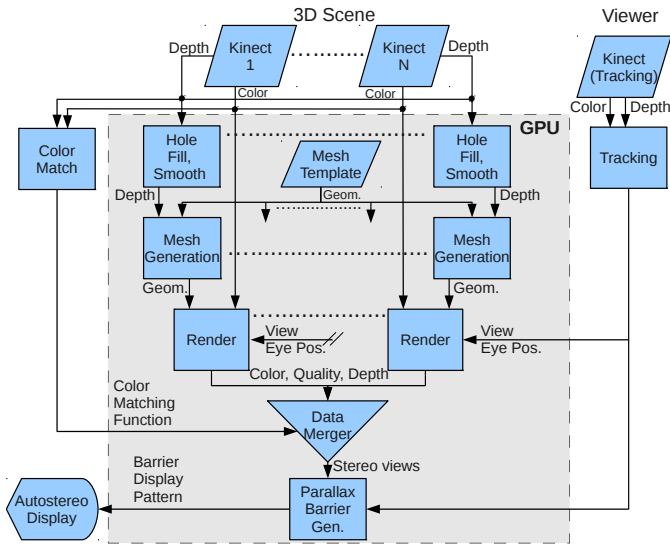 3D Scene
Viewer
Depth
Kinect
1
Kinect
N
Depth
Kinect
(Tracking)
Color
Color
Color
Depth
GPU
Color
Match
Hole
Fill,
Smooth
Mesh
Template
Hole
Fill,
Smooth
Tracking
Depth
Geom.
Depth
Mesh
Generation
Mesh
Generation
Geom.
Geom.
Render
View
Eye Pos.
Render
View
Eye Pos.
Color, Quality, Depth
Color
Matching
Function
Data
Merger
Stereo views
Barrier
Display
Pattern
Autostereo
Display
Parallax
Barrier
Gen.